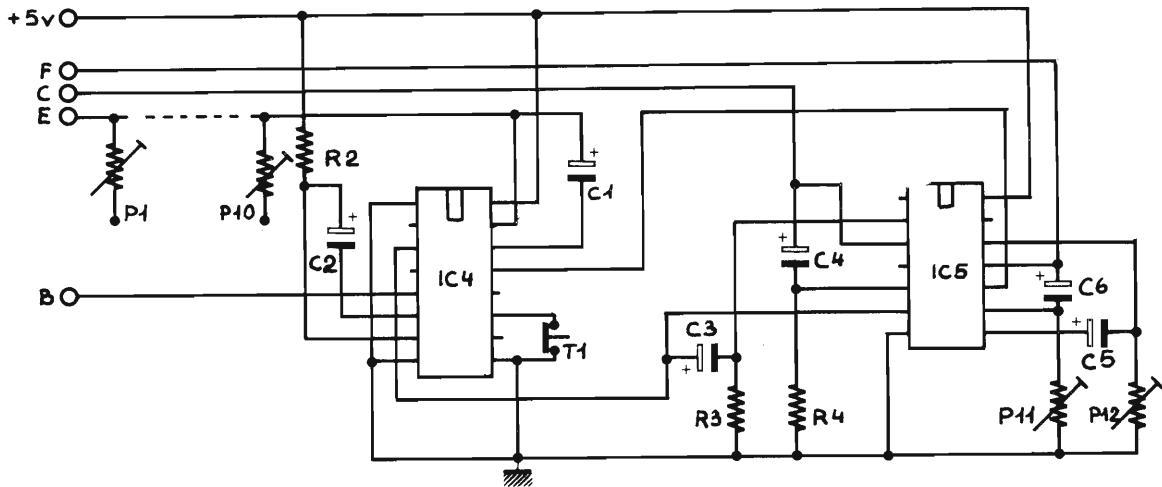 +5v
F
C
E
R2
+
C1
P1
P10
+
C2
IC4
B
T1
+
C4
IC5
+
C6
C3
+
+
C5
R3
R4
P11
P12